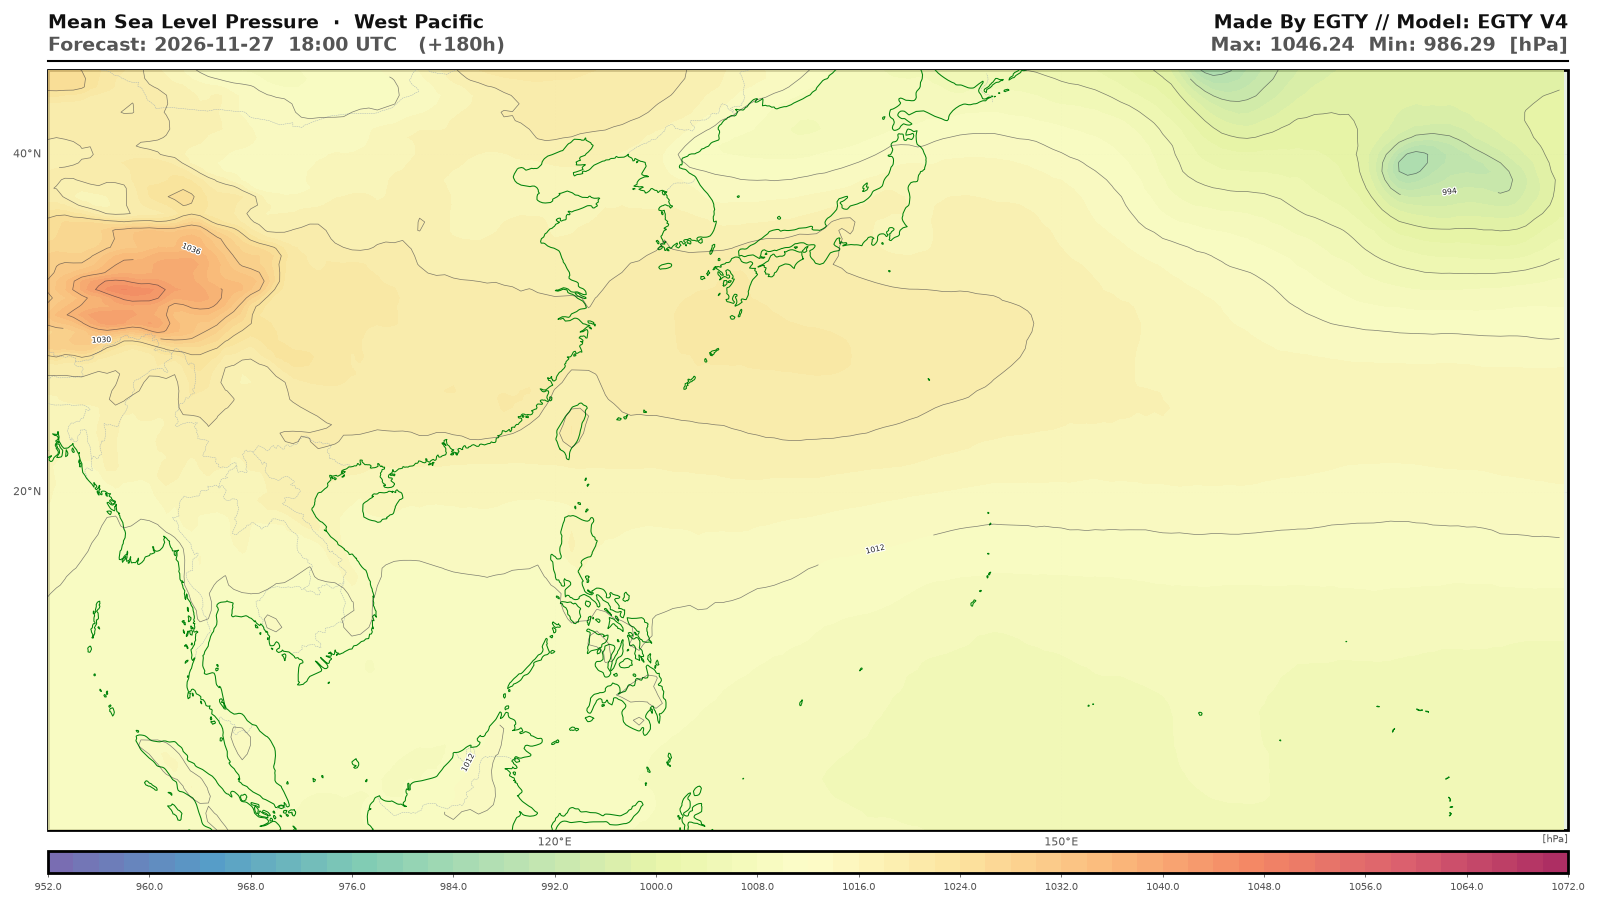 Mean Sea Level Pressure · West Pacific
Made By EGTY // Model: EGTY V4
Forecast: 2026-11-27 18:00 UTC (+180h)
Max: 1046.24 Min: 986.29 [hPa]
40°N
994
1036
1030
20°N
1012
1012
120°E
150°E
[hPa]
952.0 960.0 968.0 976.0 984.0 992.0 1000.0 1008.0 1016.0 1024.0 1032.0 1040.0 1048.0 1056.0 1064.0 1072.0